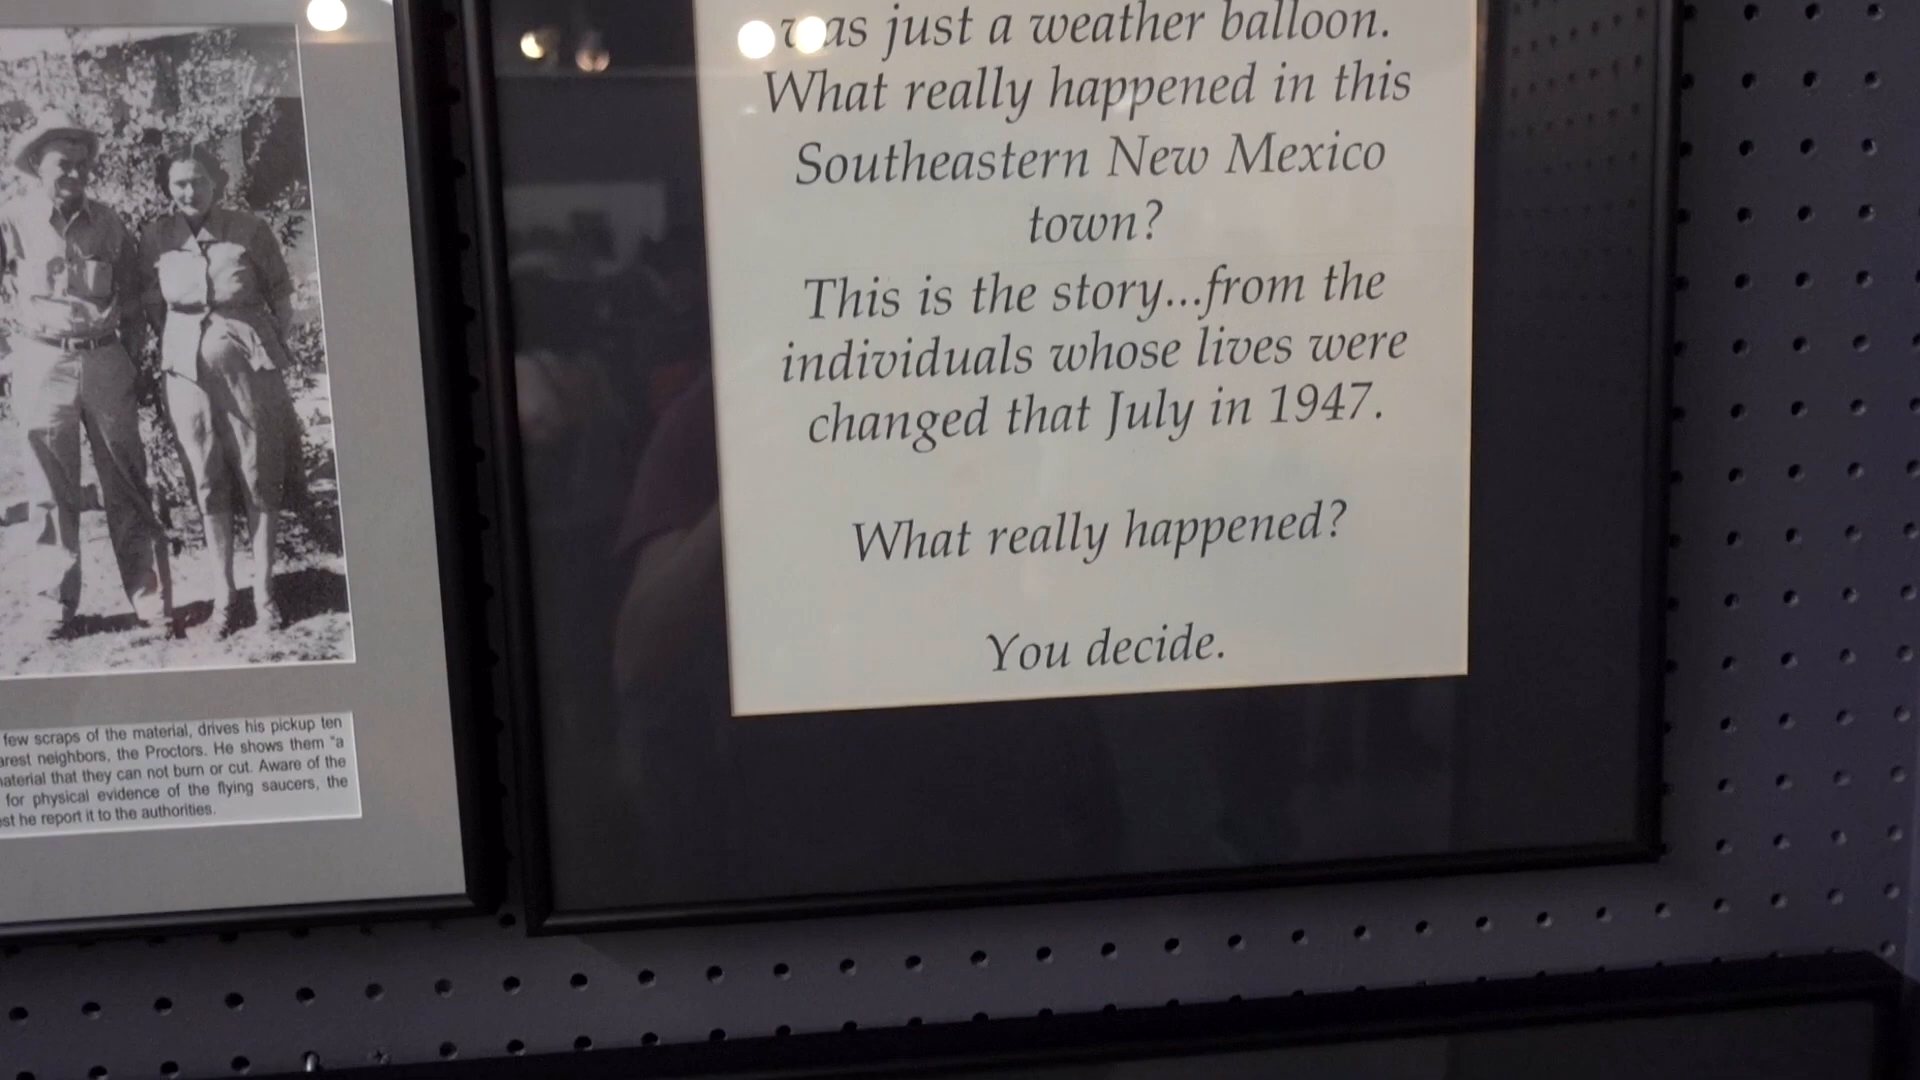 was just a weather balloon.
What really happened in this
Southeastern New Mexico
town?
This is the story...from the
individuals whose lives were
changed that July in 1947.
What really happened?
You decide.
few scraps of the material, drives his pickup ten
neighbors, the Proctors. He shows them "a
that they can not burn or cut. Aware of the
for physical evidence of the flying saucers, the
he report it to the authorities.